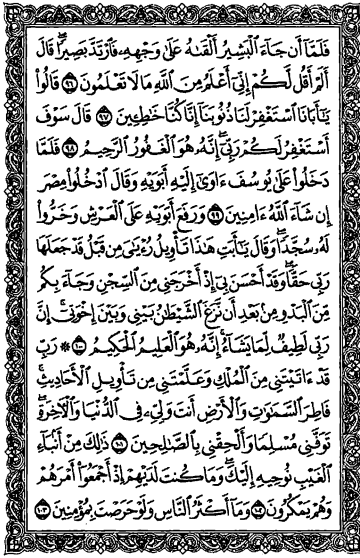 فَلَمَّآ أَن جَآءَ ٱلْبَشِيرُ أَلْقَىٰهُ عَلَىٰ وَجْهِهِۦ فَٱرْتَدَّ بَصِيرًا ۖ قَالَ
أَلَمْ أَقُل لَّكُمْ إِنِّىٓ أَعْلَمُ مِنَ ٱللَّهِ مَا لَا تَعْلَمُونَ ٩٦ قَالُوا۟
يَٰٓأَبَانَا ٱسْتَغْفِرْ لَنَا ذُنُوبَنَآ إِنَّا كُنَّا خَٰطِـِٔينَ ٩٧ قَالَ سَوْفَ
أَسْتَغْفِرُ لَكُمْ رَبِّىٓ ۖ إِنَّهُۥ هُوَ ٱلْغَفُورُ ٱلرَّحِيمُ ٩٨ فَلَمَّا
دَخَلُوا۟ عَلَىٰ يُوسُفَ ءَاوَىٰٓ إِلَيْهِ أَبَوَيْهِ وَقَالَ ٱدْخُلُوا۟ مِصْرَ
إِن شَآءَ ٱللَّهُ ءَامِنِينَ ٩٩ وَرَفَعَ أَبَوَيْهِ عَلَى ٱلْعَرْشِ وَخَرُّوا۟
لَهُۥ سُجَّدًا ۖ وَقَالَ يَٰٓأَبَتِ هَٰذَا تَأْوِيلُ رُءْيَٰىَ مِن قَبْلُ قَدْ جَعَلَهَا
رَبِّى حَقًّا ۖ وَقَدْ أَحْسَنَ بِىٓ إِذْ أَخْرَجَنِى مِنَ ٱلسِّجْنِ وَجَآءَ بِكُم
مِّنَ ٱلْبَدْوِ مِنۢ بَعْدِ أَن نَّزَغَ ٱلشَّيْطَٰنُ بَيْنِى وَبَيْنَ إِخْوَتِىٓ ۚ إِنَّ
رَبِّى لَطِيفٌ لِّمَا يَشَآءُ ۚ إِنَّهُۥ هُوَ ٱلْعَلِيمُ ٱلْحَكِيمُ ١٠٠ ۞ رَبِّ
قَدْ ءَاتَيْتَنِى مِنَ ٱلْمُلْكِ وَعَلَّمْتَنِى مِن تَأْوِيلِ ٱلْأَحَادِيثِ ۚ
فَاطِرَ ٱلسَّمَٰوَٰتِ وَٱلْأَرْضِ أَنتَ وَلِىِّۦ فِى ٱلدُّنْيَا وَٱلْءَاخِرَةِ ۖ
تَوَفَّنِى مُسْلِمًا وَأَلْحِقْنِى بِٱلصَّٰلِحِينَ ١٠١ ذَٰلِكَ مِنْ أَنۢبَآءِ
ٱلْغَيْبِ نُوحِيهِ إِلَيْكَ ۖ وَمَا كُنتَ لَدَيْهِمْ إِذْ أَجْمَعُوٓا۟ أَمْرَهُمْ
وَهُمْ يَمْكُرُونَ ١٠٢ وَمَآ أَكْثَرُ ٱلنَّاسِ وَلَوْ حَرَصْتَ بِمُؤْمِنِينَ ١٠٣